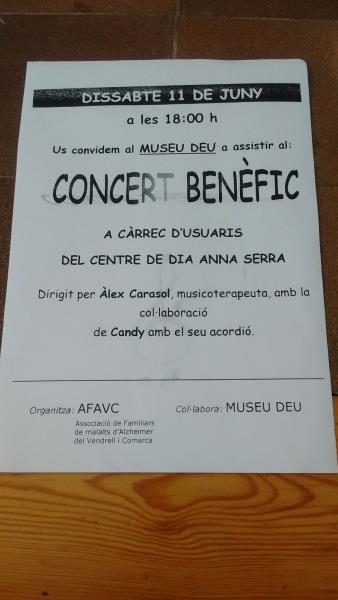 DISSABTE 11 DE JUNY
a les 18:00 h
Us convidem al MUSEU DEU a assistir al:
CONCERT BENÈFIC
A CÀRREC D'USUARIS
DEL CENTRE DE DIA ANNA SERRA
Dirigit per Àlex Carasol, musicoterapeuta, amb la
col·laboració
de Candy amb el seu acordió.
Organitza: AFAVC
Associació de Familiars
de malalts d'Alzheimer
del Vendrell i Comarca
Col·labora: MUSEU DEU